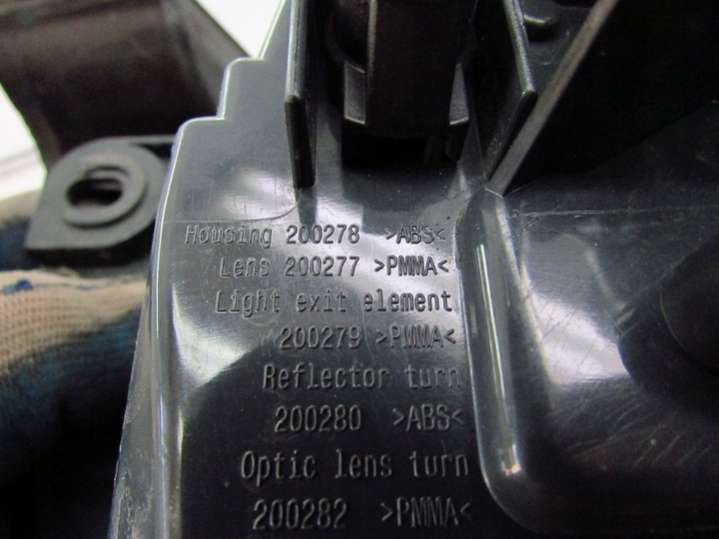 Housing 200278 >ABS<
Lens 200277 >PMMA<
Light exit element
200279 >PMMA<
Reflector turn
200280 >ABS<
Optic lens turn
200282 >PMMA<